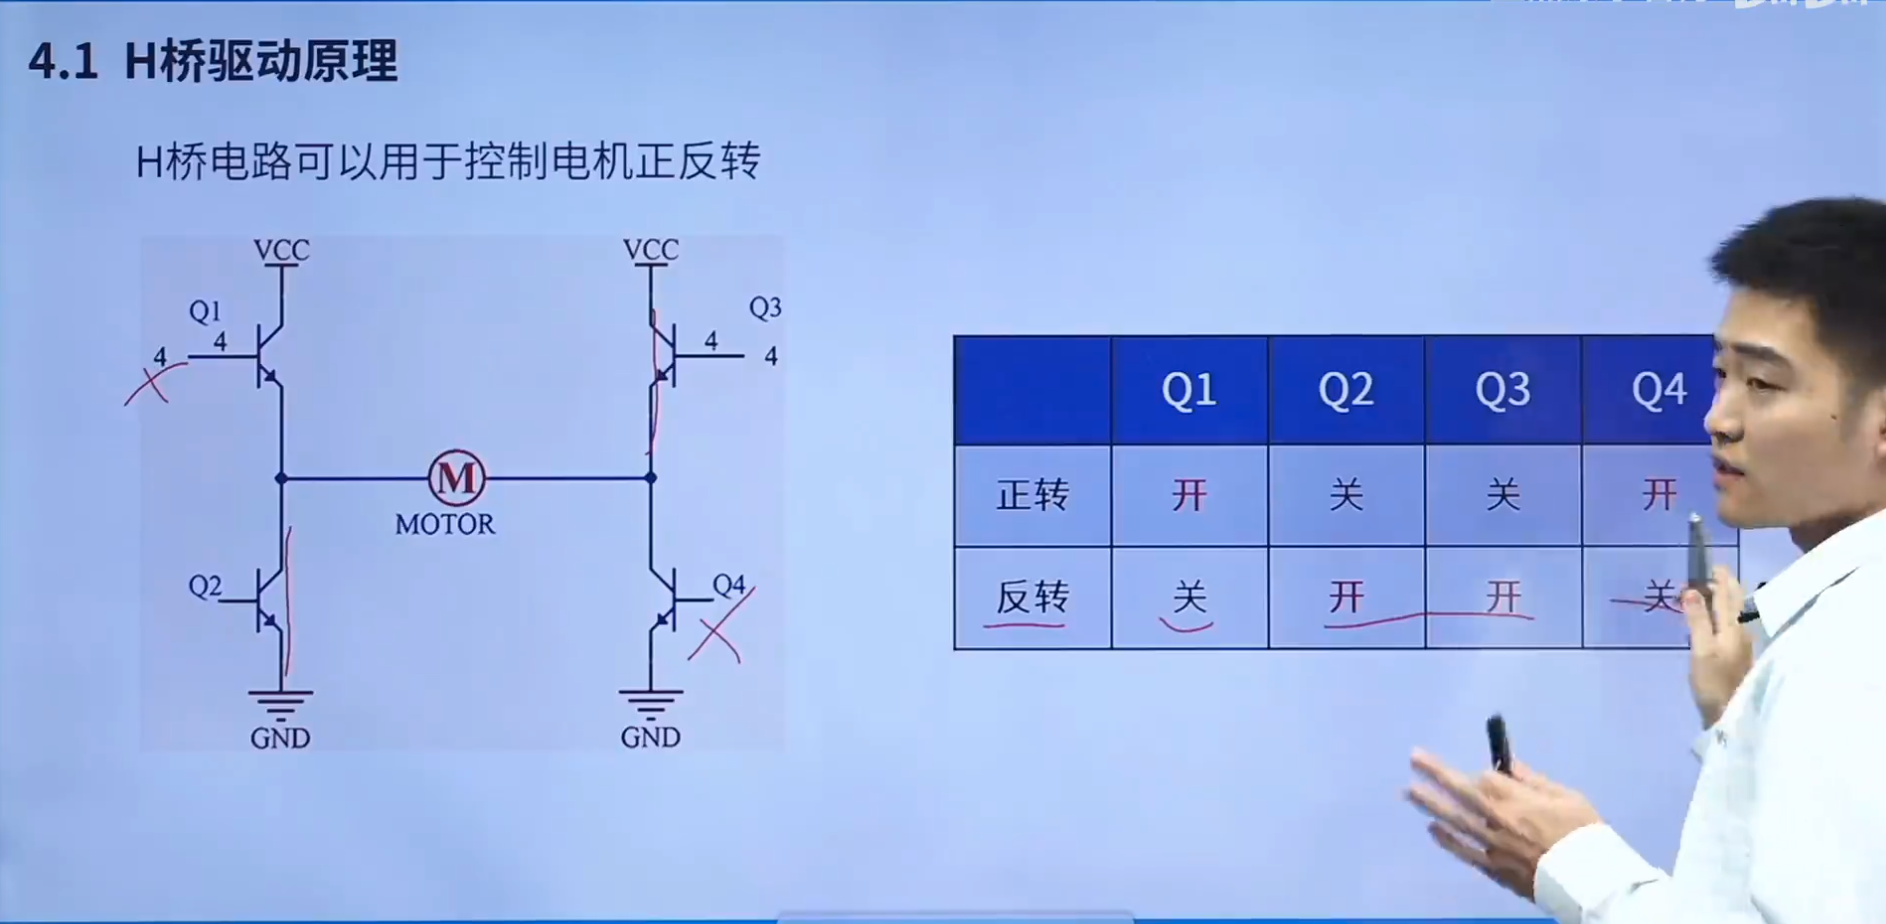 4.1 H桥驱动原理
H桥电路可以用于控制电机正反转
VCC
VCC
Q1
Q3
4
4
4
4
M
MOTOR
Q2
Q4
GND
GND
Q1 Q2 Q3 Q4
正转 开 关 关 开
反转 关 开 开 关